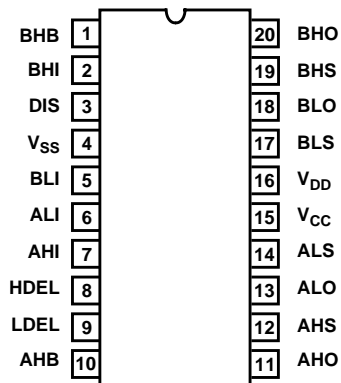 BHB 1 20 BHO
BHI 2 19 BHS
DIS 3 18 BLO
VSS 4 17 BLS
BLI 5 16 VDD
ALI 6 15 VCC
AHI 7 14 ALS
HDEL 8 13 ALO
LDEL 9 12 AHS
AHB 10 11 AHO